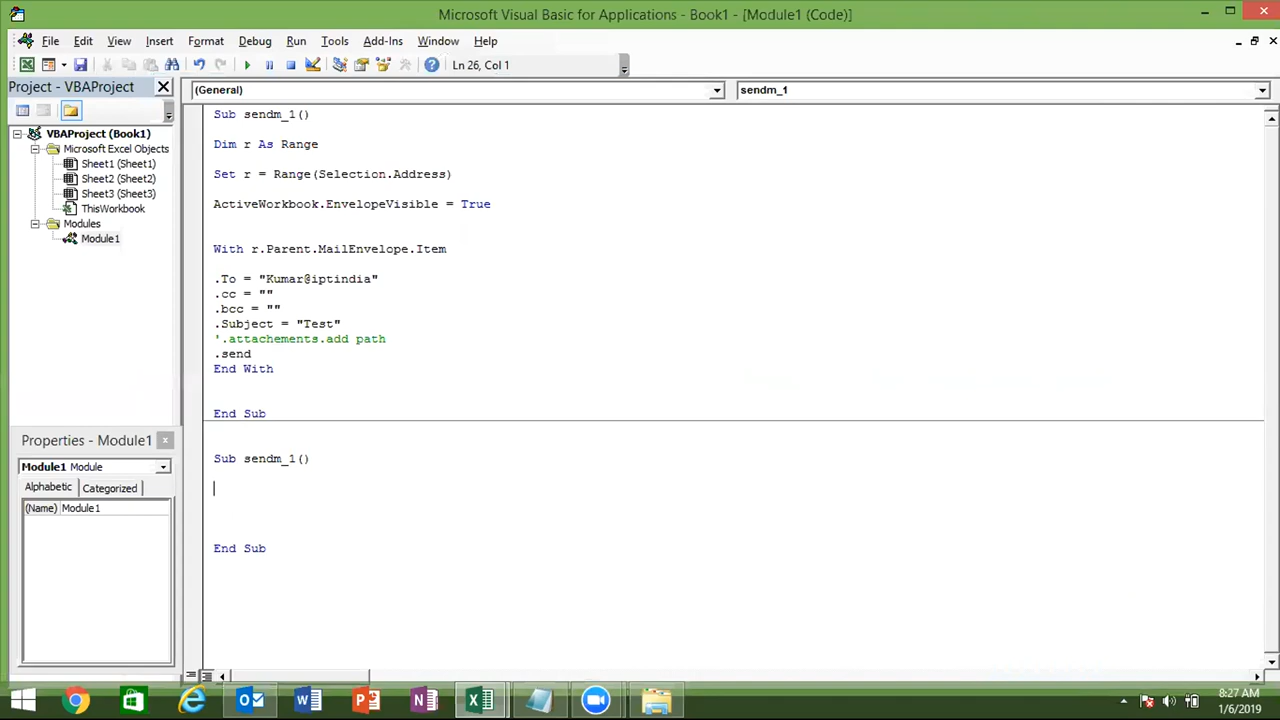 Microsoft Visual Basic for Applications - Book1 - [Module1 (Code)]
File Edit View Insert Format Debug Run Tools Add-Ins Window Help
Ln 26, Col 1
Project - VBAProject
(General)
sendm_1
VBAProject (Book1)
Microsoft Excel Objects
Sheet1 (Sheet1)
Sheet2 (Sheet2)
Sheet3 (Sheet3)
ThisWorkbook
Modules
Module1
Properties - Module1
Module1 Module
Alphabetic Categorized
(Name) Module1
Sub sendm_1()
Dim r As Range
Set r = Range(Selection.Address)
ActiveWorkbook.EnvelopeVisible = True
With r.Parent.MailEnvelope.Item
.To = "Kumar@iptindia"
.cc = ""
.bcc = ""
.Subject = "Test"
'.attachements.add path
.send
End With
End Sub
Sub sendm_1()
End Sub
8:27 AM
1/6/2019